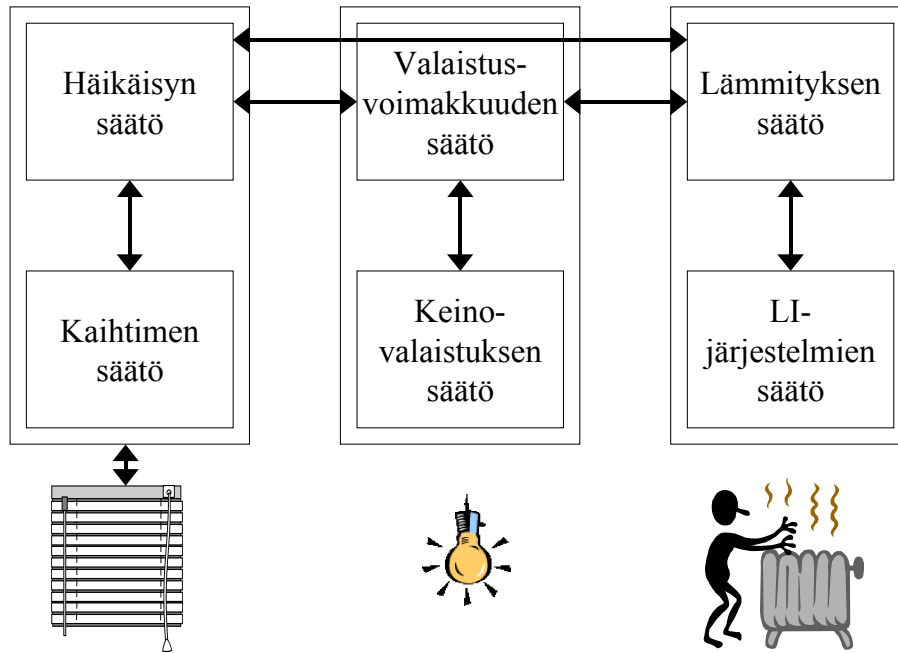 Häikäisyn
säätö
Valaistus-
voimakkuuden
säätö
Lämmityksen
säätö
Kaihtimen
säätö
Keino-
valaistuksen
säätö
LI-
järjestelmien
säätö